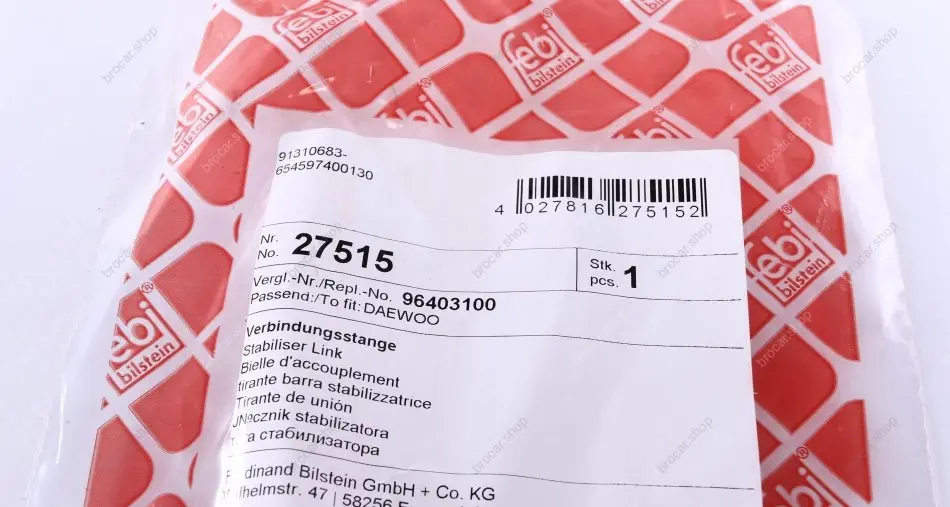 febi
bilstein
91310683-
654597400130
4 027816 275152
Nr.
No. 27515
Stk.
pcs. 1
Vergl.-Nr./Repl.-No. 96403100
Passend:/To fit: DAEWOO
Verbindungsstange
Stabiliser Link
Bielle d'accouplement
tirante barra stabilizzatrice
Tirante de unión
stabilizatora
стабилизатора
Bilstein GmbH + Co. KG
47 | 58256
brocar.shop